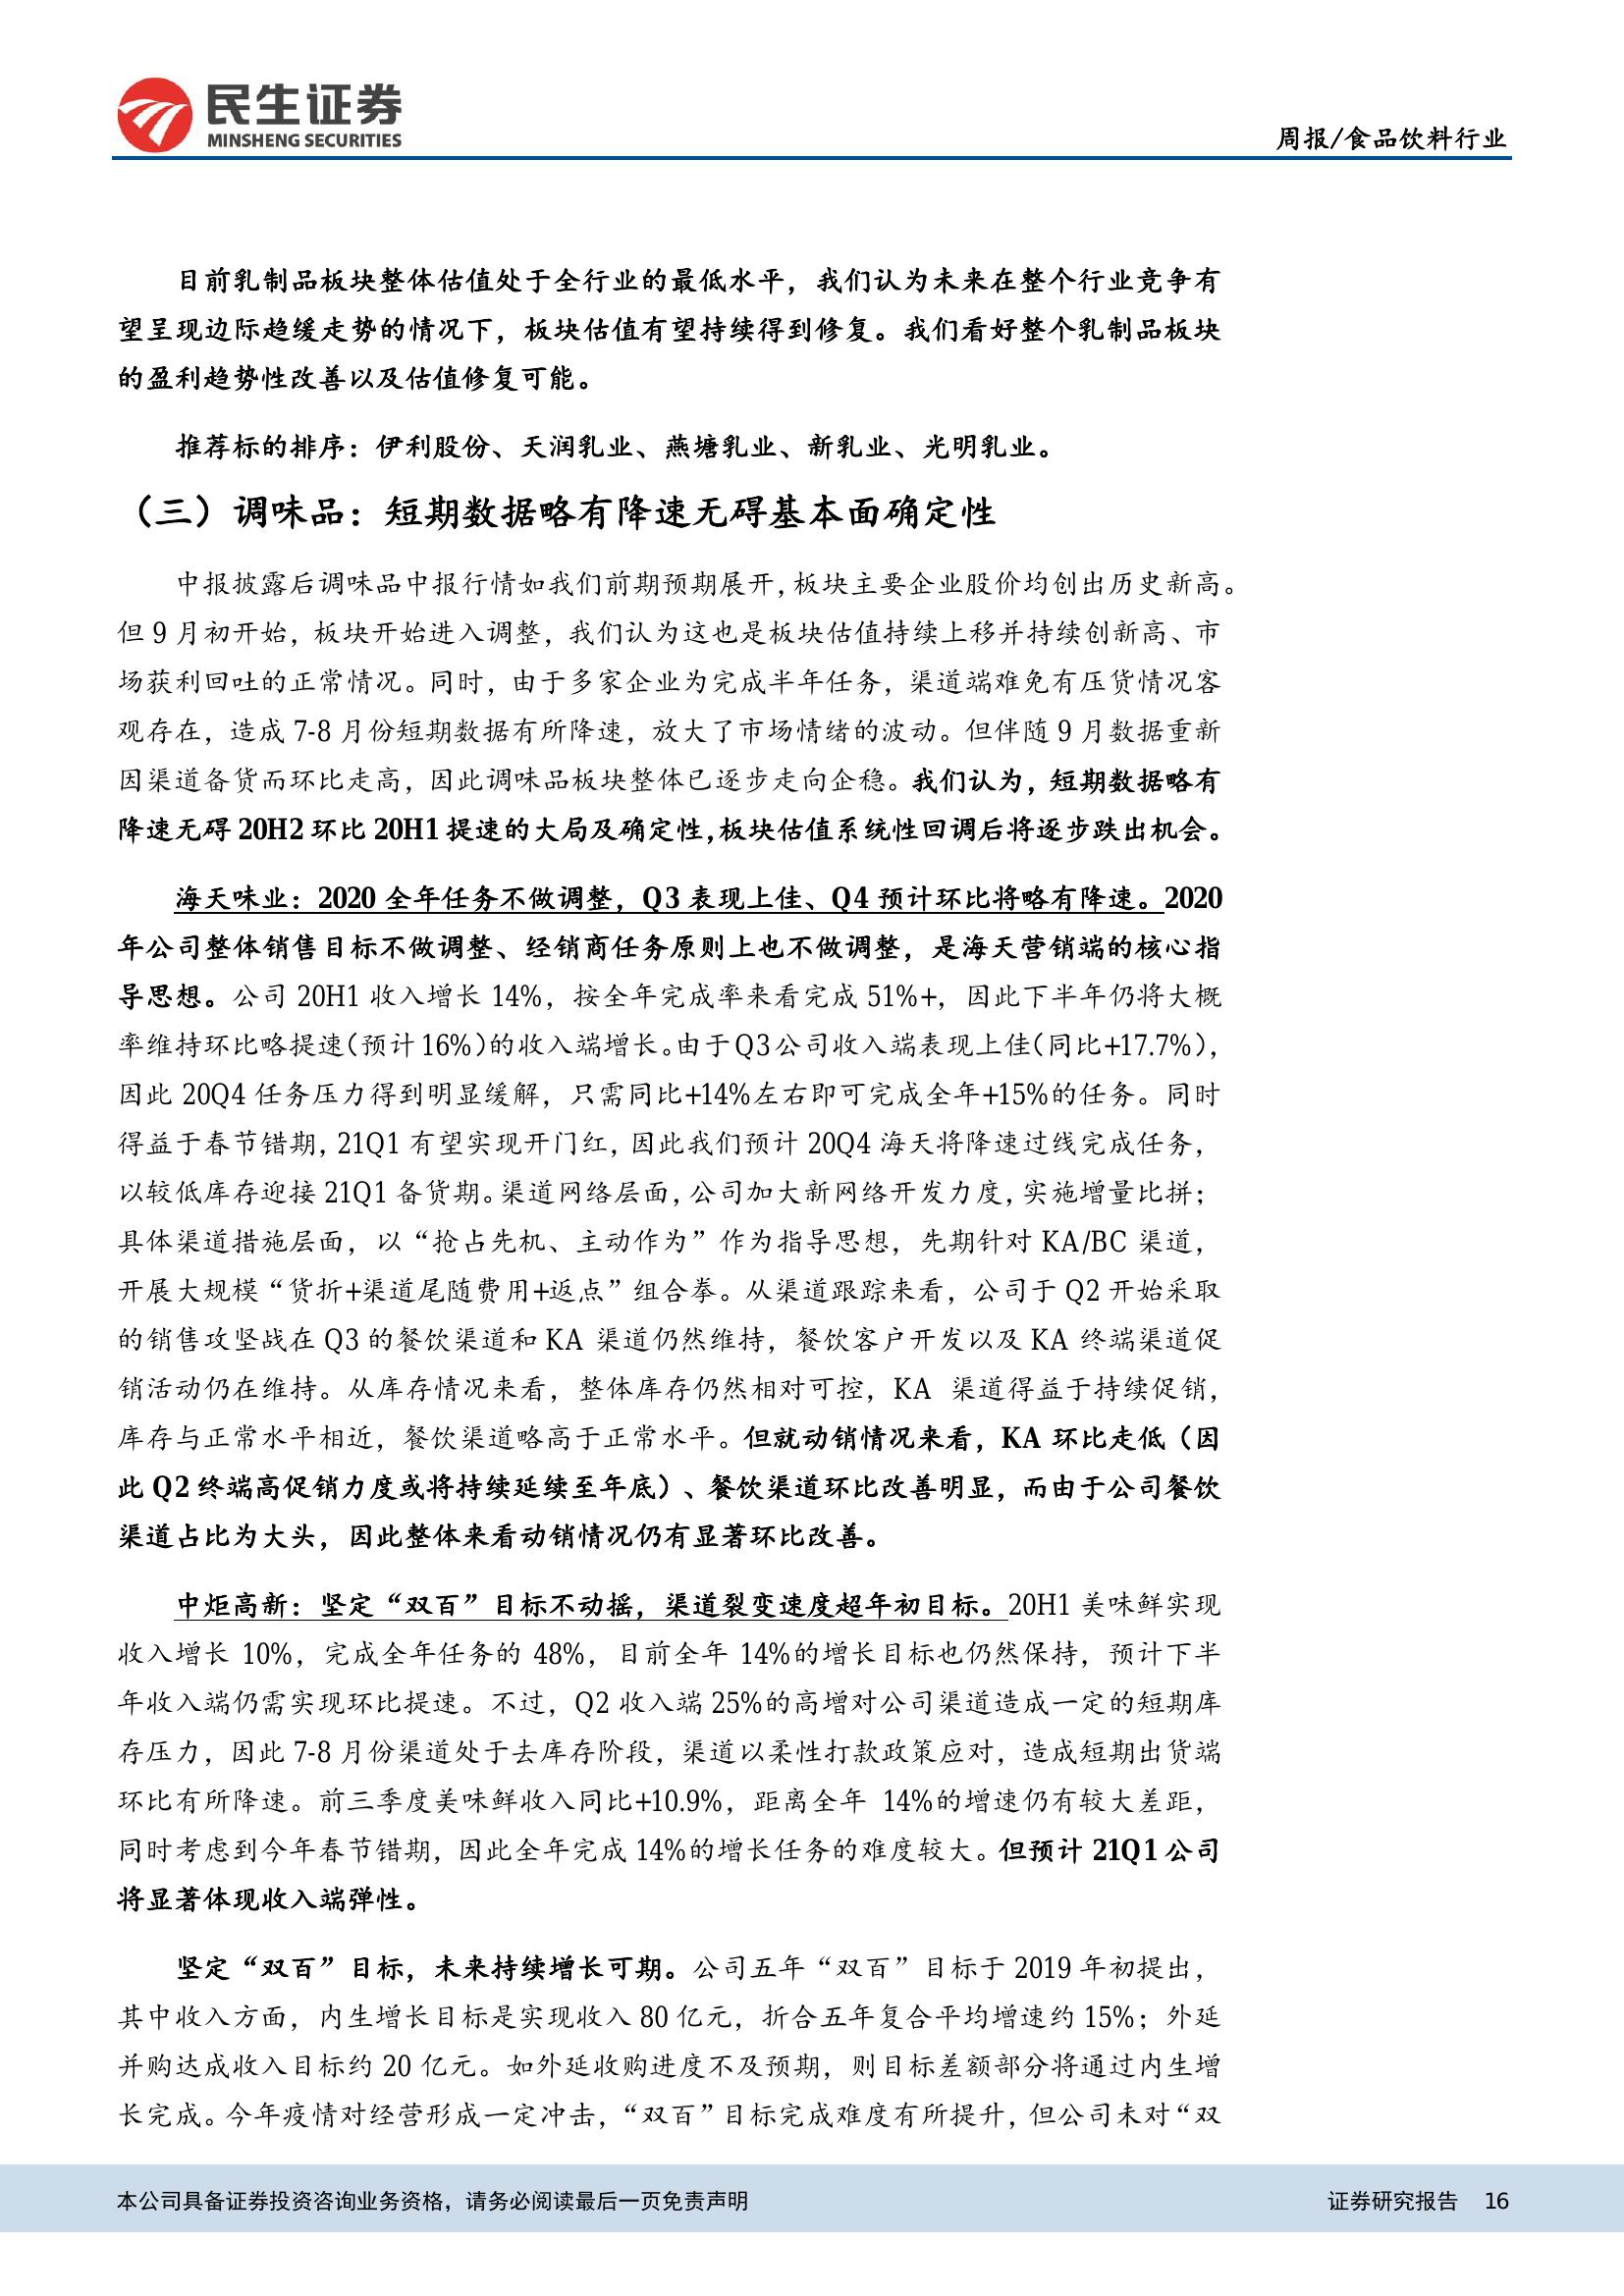 民生证券
MINSHENG SECURITIES
周报/食品饮料行业
目前乳制品板块整体估值处于全行业的最低水平，我们认为未来在整个行业竞争有
望呈现边际趋缓走势的情况下，板块估值有望持续得到修复。我们看好整个乳制品板块
的盈利趋势性改善以及估值修复可能。
推荐标的排序：伊利股份、天润乳业、燕塘乳业、新乳业、光明乳业。
（三）调味品：短期数据略有降速无碍基本面确定性
中报披露后调味品中报行情如我们前期预期展开，板块主要企业股价均创出历史新高。
但 9 月初开始，板块开始进入调整，我们认为这也是板块估值持续上移并持续创新高、市
场获利回吐的正常情况。同时，由于多家企业为完成半年任务，渠道端难免有压货情况客
观存在，造成 7-8 月份短期数据有所降速，放大了市场情绪的波动。但伴随 9 月数据重新
因渠道备货而环比走高，因此调味品板块整体已逐步走向企稳。我们认为，短期数据略有
降速无碍 20H2 环比 20H1 提速的大局及确定性，板块估值系统性回调后将逐步跌出机会。
海天味业：2020 全年任务不做调整，Q3 表现上佳、Q4 预计环比将略有降速。2020
年公司整体销售目标不做调整、经销商任务原则上也不做调整，是海天营销端的核心指
导思想。公司 20H1 收入增长 14%，按全年完成率来看完成 51%+，因此下半年仍将大概
率维持环比略提速（预计 16%）的收入端增长。由于 Q3 公司收入端表现上佳（同比+17.7%），
因此 20Q4 任务压力得到明显缓解，只需同比+14%左右即可完成全年+15%的任务。同时
得益于春节错期，21Q1 有望实现开门红，因此我们预计 20Q4 海天将降速过线完成任务，
以较低库存迎接 21Q1 备货期。渠道网络层面，公司加大新网络开发力度，实施增量比拼；
具体渠道措施层面，以“抢占先机、主动作为”作为指导思想，先期针对 KA/BC 渠道，
开展大规模“货折+渠道尾随费用+返点”组合拳。从渠道跟踪来看，公司于 Q2 开始采取
的销售攻坚战在 Q3 的餐饮渠道和 KA 渠道仍然维持，餐饮客户开发以及 KA 终端渠道促
销活动仍在维持。从库存情况来看，整体库存仍然相对可控，KA 渠道得益于持续促销，
库存与正常水平相近，餐饮渠道略高于正常水平。但就动销情况来看，KA 环比走低（因
此 Q2 终端高促销力度或将持续延续至年底）、餐饮渠道环比改善明显，而由于公司餐饮
渠道占比为大头，因此整体来看动销情况仍有显著环比改善。
中炬高新：坚定“双百”目标不动摇，渠道裂变速度超年初目标。20H1 美味鲜实现
收入增长 10%，完成全年任务的 48%，目前全年 14%的增长目标也仍然保持，预计下半
年收入端仍需实现环比提速。不过，Q2 收入端 25%的高增对公司渠道造成一定的短期库
存压力，因此 7-8 月份渠道处于去库存阶段，渠道以柔性打款政策应对，造成短期出货端
环比有所降速。前三季度美味鲜收入同比+10.9%，距离全年 14%的增速仍有较大差距，
同时考虑到今年春节错期，因此全年完成 14%的增长任务的难度较大。但预计 21Q1 公司
将显著体现收入端弹性。
坚定“双百”目标，未来持续增长可期。公司五年“双百”目标于 2019 年初提出，
其中收入方面，内生增长目标是实现收入 80 亿元，折合五年复合平均增速约 15%；外延
并购达成收入目标约 20 亿元。如外延收购进度不及预期，则目标差额部分将通过内生增
长完成。今年疫情对经营形成一定冲击，“双百”目标完成难度有所提升，但公司未对“双
本公司具备证券投资咨询业务资格，请务必阅读最后一页免责声明
证券研究报告 16